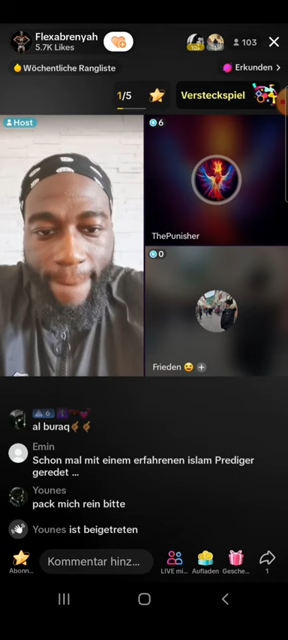 Flexabrenyah
5.7K Likes
103
Wöchentliche Rangliste
Erkunden >
1/5
Versteckspiel
Host
6
ThePunisher
0
Frieden 😉 +
6
al buraq
Emin
Schon mal mit einem erfahrenen islam Prediger
geredet ...
Younes
pack mich rein bitte
Younes ist beigetreten
Abonn...
Kommentar hinz...
LIVE mi...
Aufladen
Gesche...
1